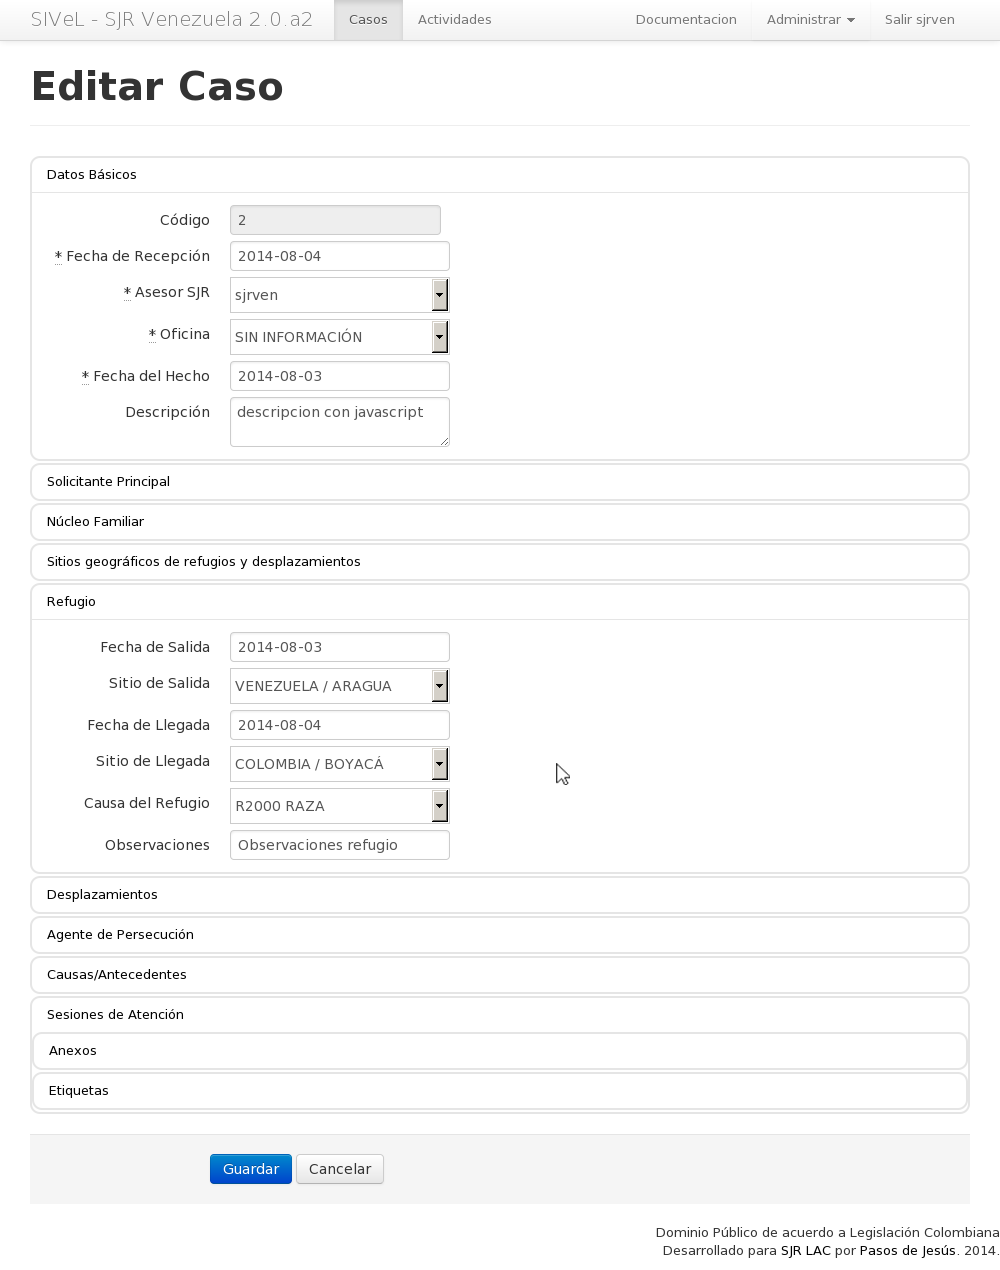 SIVeL - SJR Venezuela 2.0.a2 Casos Actividades Documentacion Administrar Salir sjrven
Editar Caso
Datos Básicos
Código 2
* Fecha de Recepción 2014-08-04
* Asesor SJR sjrven
* Oficina SIN INFORMACIÓN
* Fecha del Hecho 2014-08-03
Descripción descripcion con javascript
Solicitante Principal
Núcleo Familiar
Sitios geográficos de refugios y desplazamientos
Refugio
Fecha de Salida 2014-08-03
Sitio de Salida VENEZUELA / ARAGUA
Fecha de Llegada 2014-08-04
Sitio de Llegada COLOMBIA / BOYACÁ
Causa del Refugio R2000 RAZA
Observaciones Observaciones refugio
Desplazamientos
Agente de Persecución
Causas/Antecedentes
Sesiones de Atención
Anexos
Etiquetas
Guardar Cancelar
Dominio Público de acuerdo a Legislación Colombiana
Desarrollado para SJR LAC por Pasos de Jesús. 2014.